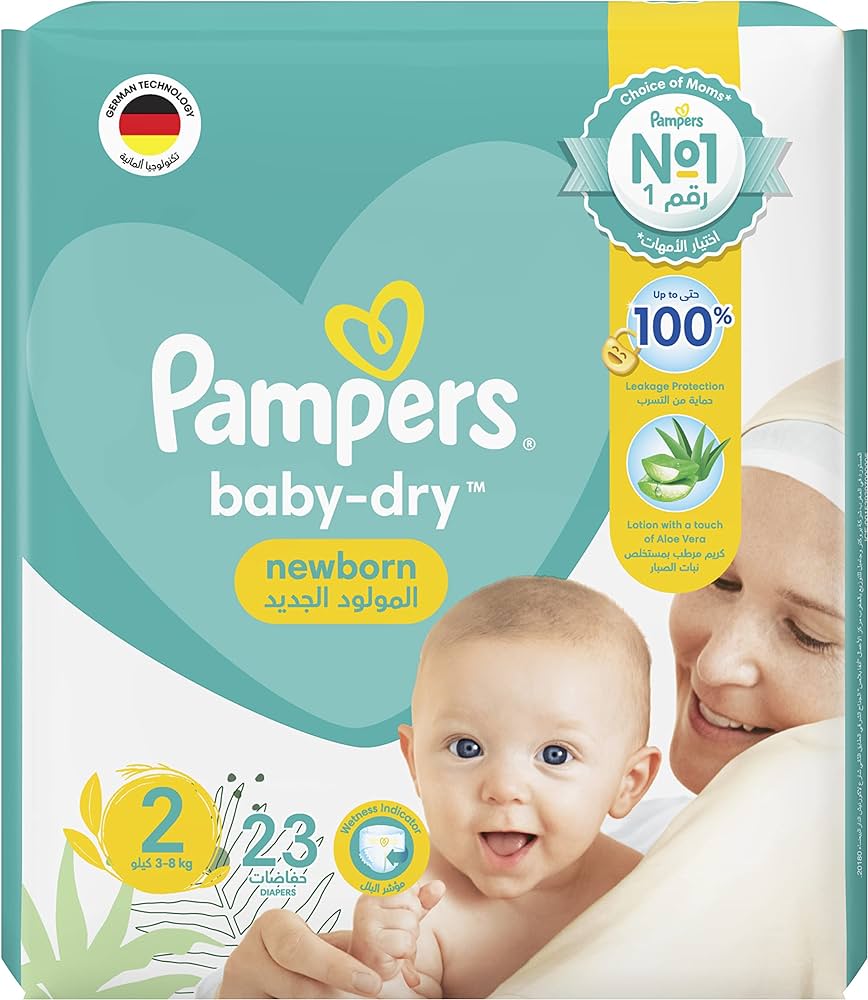 GERMAN TECHNOLOGY
تكنولوجيا ألمانية
Choice of Moms*
Pampers
No1
رقم 1
اختيار الأمهات*
Up to حتى
100%
Leakage Protection
حماية من التسرب
Lotion with a touch
of Aloe Vera
كريم مرطب بمستخلص
نبات الصبار
Pampers®
baby-dry™
newborn
المولود الجديد
2
3-8 kg كيلو
23
حفاضات
DIAPERS
Wetness Indicator
مؤشر البلل